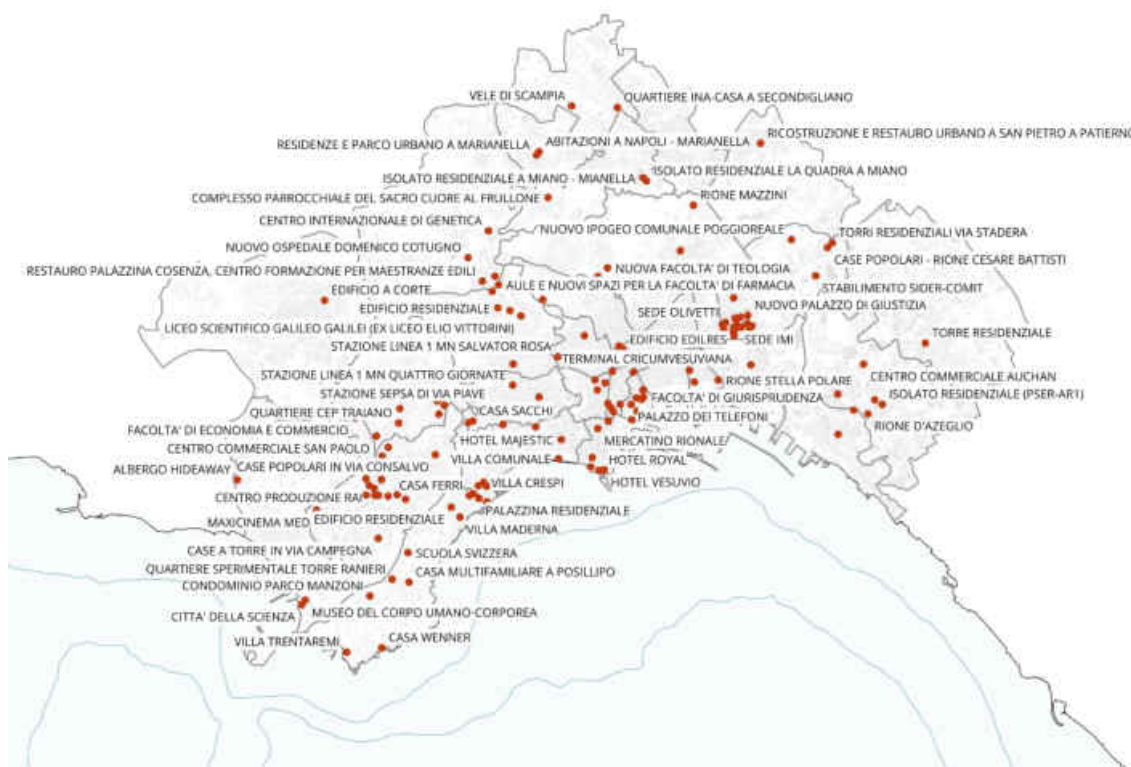 VELE DI SCAMPIA
QUARTIERE INA-CASA A SECONDIGLIANO
RICOSTRUZIONE E RESTAURO URBANO A SAN PIETRO A PATIERNO
RESIDENZE E PARCO URBANO A MARIANELLA
ABITAZIONI A NAPOLI - MARIANELLA
ISOLATO RESIDENZIALE LA QUADRA A MIANO
ISOLATO RESIDENZIALE A MIANO - MIANELLA
COMPLESSO PARROCCHIALE DEL SACRO CUORE AL FRULLONE
RIONE MAZZINI
CENTRO INTERNAZIONALE DI GENETICA
NUOVO IPOGEO COMUNALE POGGIOREALE
TORRI RESIDENZIALI VIA STADERA
NUOVO OSPEDALE DOMENICO COTUGNO
CASE POPOLARI - RIONE CESARE BATTISTI
RESTAURO PALAZZINA COSENZA, CENTRO FORMAZIONE PER MAESTRANZE EDILI
NUOVA FACOLTA' DI TEOLOGIA
EDIFICIO A CORTE
AULE E NUOVI SPAZI PER LA FACOLTA' DI FARMACIA
STABILIMENTO SIDER-COMIT
EDIFICIO RESIDENZIALE
SEDE OLIVETTI
NUOVO PALAZZO DI GIUSTIZIA
LICEO SCIENTIFICO GALILEO GALILEI (EX LICEO ELIO VITTORINI)
TORRE RESIDENZIALE
STAZIONE LINEA 1 MN SALVATOR ROSA
EDIFICIO EDILRES
SEDE IMI
TERMINAL CRICUMVESUVIANA
STAZIONE LINEA 1 MN QUATTRO GIORNATE
RIONE STELLA POLARE
CENTRO COMMERCIALE AUCHAN
STAZIONE SEPSA DI VIA PIAVE
FACOLTA' DI GIURISPRUDENZA
ISOLATO RESIDENZIALE (PSER-AR1)
QUARTIERE CEP TRAIANO
CASA SACCHI
PALAZZO DEI TELEFONI
RIONE D'AZEGLIO
FACOLTA' DI ECONOMIA E COMMERCIO
HOTEL MAJESTIC
MERCATINO RIONALE
CENTRO COMMERCIALE SAN PAOLO
VILLA COMUNALE
HOTEL ROYAL
ALBERGO HIDEAWAY
CASE POPOLARI IN VIA CONSALVO
CASA FERRI
VILLA CRESPI
HOTEL VESUVIO
CENTRO PRODUZIONE RAI
PALAZZINA RESIDENZIALE
MAXICINEMA MED
EDIFICIO RESIDENZIALE
VILLA MADERNA
CASE A TORRE IN VIA CAMPEGNA
SCUOLA SVIZZERA
QUARTIERE SPERIMENTALE TORRE RANIERI
CASA MULTIFAMILIARE A POSILLIPO
CONDOMINIO PARCO MANZONI
CITTA' DELLA SCIENZA
MUSEO DEL CORPO UMANO-CORPOREA
VILLA TRENTAREMI
CASA WENNER